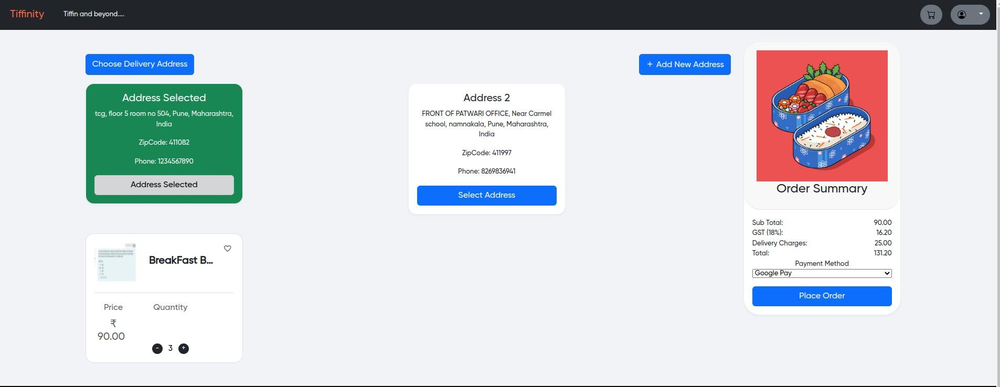 Tiffinity
Tiffin and beyond....
Choose Delivery Address
+ Add New Address
Address Selected
tcg, floor 5 room no 504, Pune, Maharashtra,
India
ZipCode: 411082
Phone: 1234567890
Address Selected
Address 2
FRONT OF PATWARI OFFICE, Near Carmel
school, namnakala, Pune, Maharashtra,
India
ZipCode: 411997
Phone: 8269836941
Select Address
BreakFast B...
Price
Quantity
₹
90.00
- 3 +
Order Summary
Sub Total: 90.00
GST (18%): 16.20
Delivery Charges: 25.00
Total: 131.20
Payment Method
Google Pay
Place Order